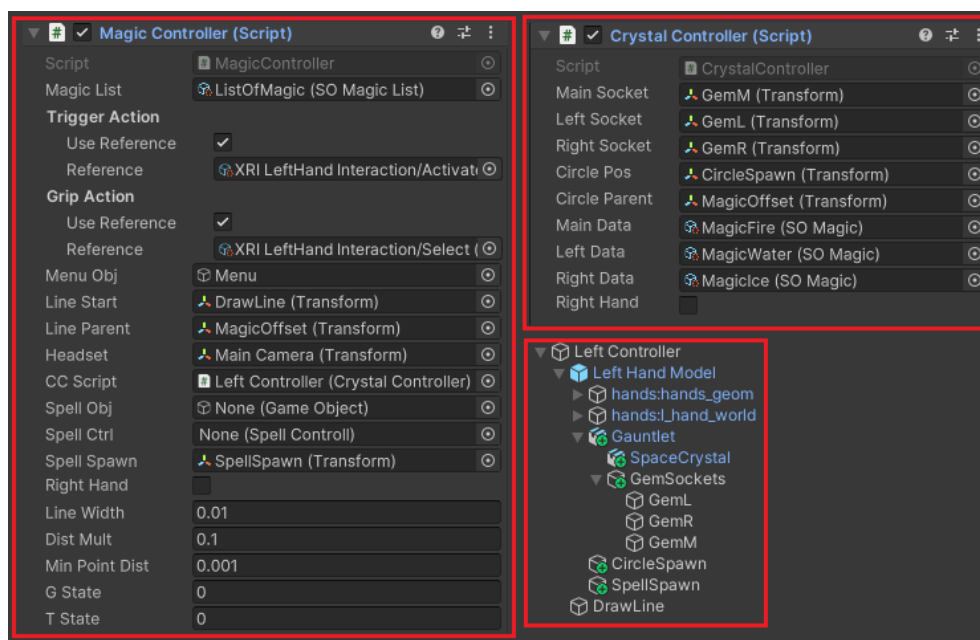 Magic Controller (Script)
Script MagicController
Magic List ListOfMagic (SO Magic List)
Trigger Action
Use Reference
Reference XRI LeftHand Interaction/Activat
Grip Action
Use Reference
Reference XRI LeftHand Interaction/Select (
Menu Obj Menu
Line Start DrawLine (Transform)
Line Parent MagicOffset (Transform)
Headset Main Camera (Transform)
CC Script Left Controller (Crystal Controller)
Spell Obj None (Game Object)
Spell Ctrl None (Spell Controll)
Spell Spawn SpellSpawn (Transform)
Right Hand
Line Width 0.01
Dist Mult 0.1
Min Point Dist 0.001
G State 0
T State 0
Crystal Controller (Script)
Script CrystalController
Main Socket GemM (Transform)
Left Socket GemL (Transform)
Right Socket GemR (Transform)
Circle Pos CircleSpawn (Transform)
Circle Parent MagicOffset (Transform)
Main Data MagicFire (SO Magic)
Left Data MagicWater (SO Magic)
Right Data MagicIce (SO Magic)
Right Hand
Left Controller
Left Hand Model
hands:hands_geom
hands:l_hand_world
Gauntlet
SpaceCrystal
GemSockets
GemL
GemR
GemM
CircleSpawn
SpellSpawn
DrawLine